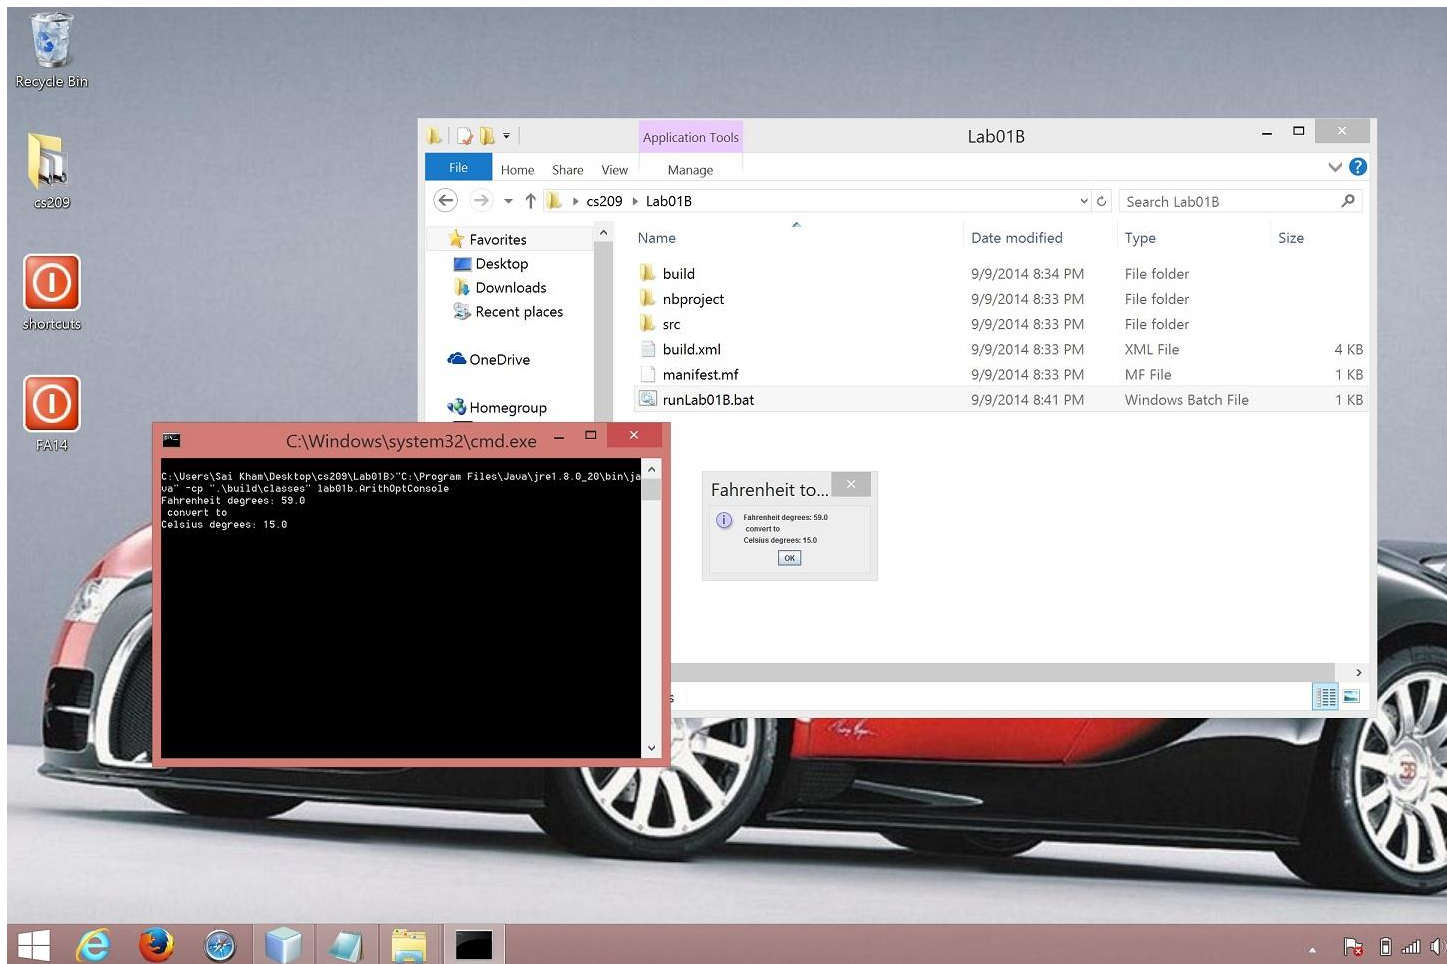 Recycle Bin
cs209
shortcuts
FA14
Application Tools
Lab01B
File
Home
Share
View
Manage
cs209
Lab01B
Search Lab01B
Favorites
Desktop
Downloads
Recent places
OneDrive
Homegroup
Name
Date modified
Type
Size
build
9/9/2014 8:34 PM
File folder
nbproject
9/9/2014 8:33 PM
File folder
src
9/9/2014 8:33 PM
File folder
build.xml
9/9/2014 8:33 PM
XML File
4 KB
manifest.mf
9/9/2014 8:33 PM
MF File
1 KB
runLab01B.bat
9/9/2014 8:41 PM
Windows Batch File
1 KB
C:\Windows\system32\cmd.exe
C:\Users\Sai Kham\Desktop\cs209\Lab01B>"C:\Program Files\Java\jre1.8.0_20\bin\ja
va" -cp ".\build\classes" lab01b.ArithOptConsole
Fahrenheit degrees: 59.0
convert to
Celsius degrees: 15.0
Fahrenheit to...
Fahrenheit degrees: 59.0
convert to
Celsius degrees: 15.0
OK